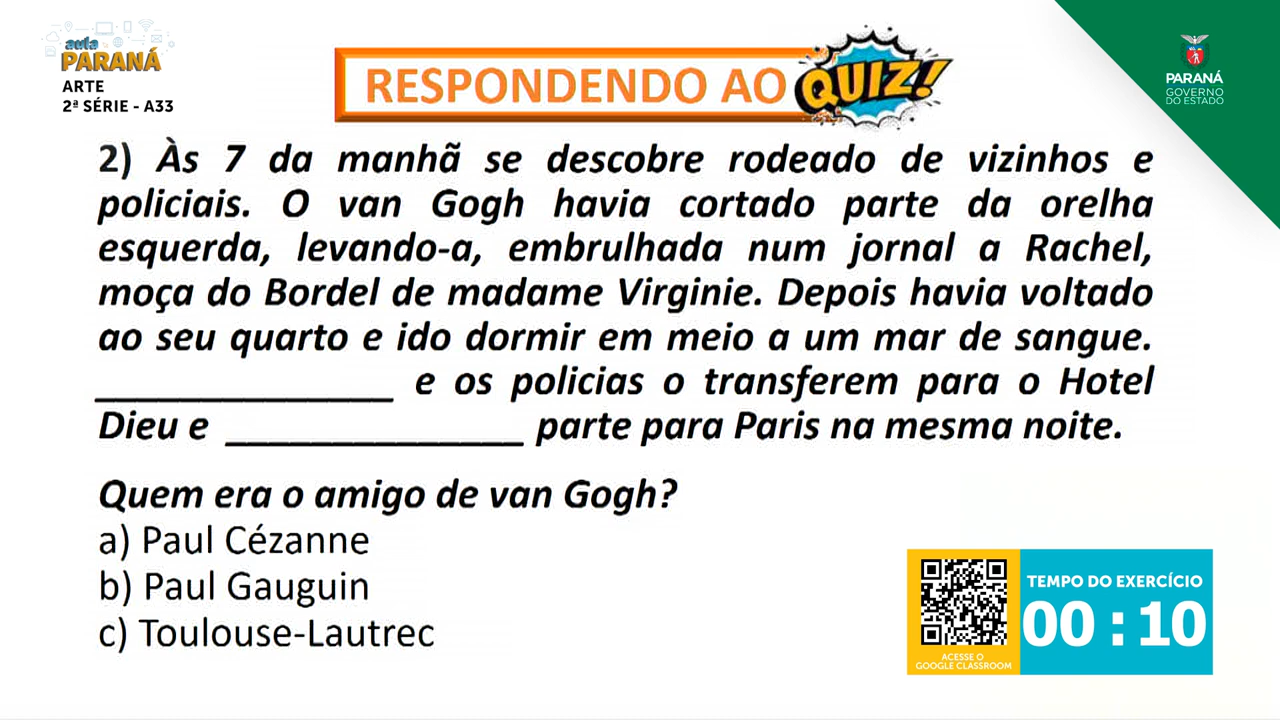 aula
PARANÁ
ARTE
2ª SÉRIE - A33
RESPONDENDO AO QUIZ!
PARANÁ
GOVERNO
DO ESTADO
2) Às 7 da manhã se descobre rodeado de vizinhos e
policiais. O van Gogh havia cortado parte da orelha
esquerda, levando-a, embrulhada num jornal a Rachel,
moça do Bordel de madame Virginie. Depois havia voltado
ao seu quarto e ido dormir em meio a um mar de sangue.
______________ e os policias o transferem para o Hotel
Dieu e ______________ parte para Paris na mesma noite.
Quem era o amigo de van Gogh?
a) Paul Cézanne
b) Paul Gauguin
c) Toulouse-Lautrec
TEMPO DO EXERCÍCIO
00 : 10
ACESSE O
GOOGLE CLASSROOM